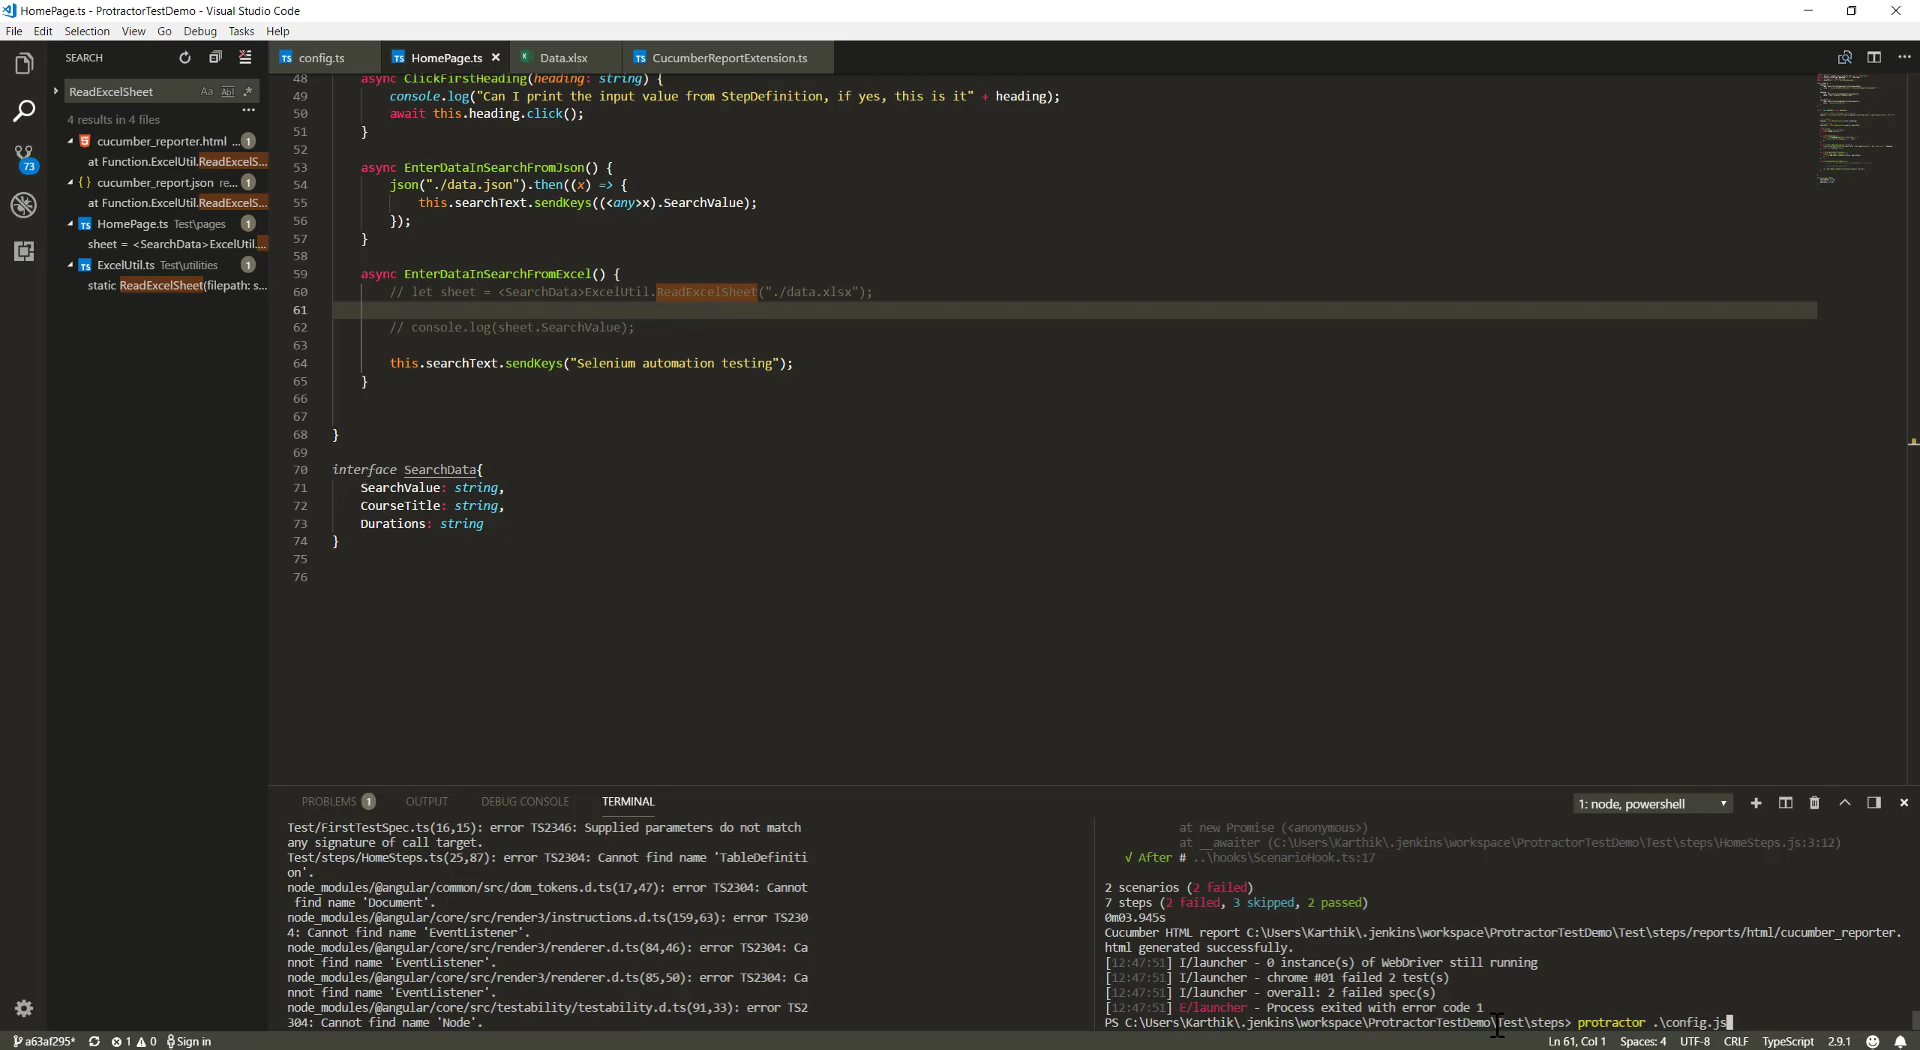 HomePage.ts - ProtractorTestDemo - Visual Studio Code
File Edit Selection View Go Debug Tasks Help
SEARCH
ReadExcelSheet Aa Abl .*
4 results in 4 files
cucumber_reporter.html ... 1
at Function.ExcelUtil.ReadExcelS...
{ } cucumber_report.json re... 1
at Function.ExcelUtil.ReadExcelS...
TS HomePage.ts Test\pages 1
sheet = <SearchData>ExcelUtil....
TS ExcelUtil.ts Test\utilities 1
static ReadExcelSheet(filepath: s...
73
TS config.ts TS HomePage.ts Data.xlsx TS CucumberReportExtension.ts
48 async ClickFirstHeading(heading: string) {
49 console.log("Can I print the input value from StepDefinition, if yes, this is it" + heading);
50 await this.heading.click();
51 }
52
53 async EnterDataInSearchFromJson() {
54 json("./data.json").then((x) => {
55 this.searchText.sendKeys((<any>x).SearchValue);
56 });
57 }
58
59 async EnterDataInSearchFromExcel() {
60 // let sheet = <SearchData>ExcelUtil.ReadExcelSheet("./data.xlsx");
61
62 // console.log(sheet.SearchValue);
63
64 this.searchText.sendKeys("Selenium automation testing");
65 }
66
67
68 }
69
70 interface SearchData{
71 SearchValue: string,
72 CourseTitle: string,
73 Durations: string
74 }
75
76
PROBLEMS 1 OUTPUT DEBUG CONSOLE TERMINAL
1: node, powershell
Test/FirstTestSpec.ts(16,15): error TS2346: Supplied parameters do not match
any signature of call target.
Test/steps/HomeSteps.ts(25,87): error TS2304: Cannot find name 'TableDefiniti
on'.
node_modules/@angular/common/src/dom_tokens.d.ts(17,47): error TS2304: Cannot
find name 'Document'.
node_modules/@angular/core/src/render3/instructions.d.ts(159,63): error TS230
4: Cannot find name 'EventListener'.
node_modules/@angular/core/src/render3/renderer.d.ts(84,46): error TS2304: Ca
nnot find name 'EventListener'.
node_modules/@angular/core/src/render3/renderer.d.ts(85,50): error TS2304: Ca
nnot find name 'EventListener'.
node_modules/@angular/core/src/testability/testability.d.ts(91,33): error TS2
304: Cannot find name 'Node'.
at new Promise (<anonymous>)
at __awaiter (C:\Users\Karthik\.jenkins\workspace\ProtractorTestDemo\Test\steps\HomeSteps.js:3:12)
√ After # ..\hooks\ScenarioHook.ts:17
2 scenarios (2 failed)
7 steps (2 failed, 3 skipped, 2 passed)
0m03.945s
Cucumber HTML report C:\Users\Karthik\.jenkins\workspace\ProtractorTestDemo\Test\steps/reports/html/cucumber_reporter.
html generated successfully.
[12:47:51] I/launcher - 0 instance(s) of WebDriver still running
[12:47:51] I/launcher - chrome #01 failed 2 test(s)
[12:47:51] I/launcher - overall: 2 failed spec(s)
[12:47:51] E/launcher - Process exited with error code 1
PS C:\Users\Karthik\.jenkins\workspace\ProtractorTestDemo\Test\steps> protractor .\config.js
a63af295* 1 0 Sign in
Ln 61, Col 1 Spaces: 4 UTF-8 CRLF TypeScript 2.9.1